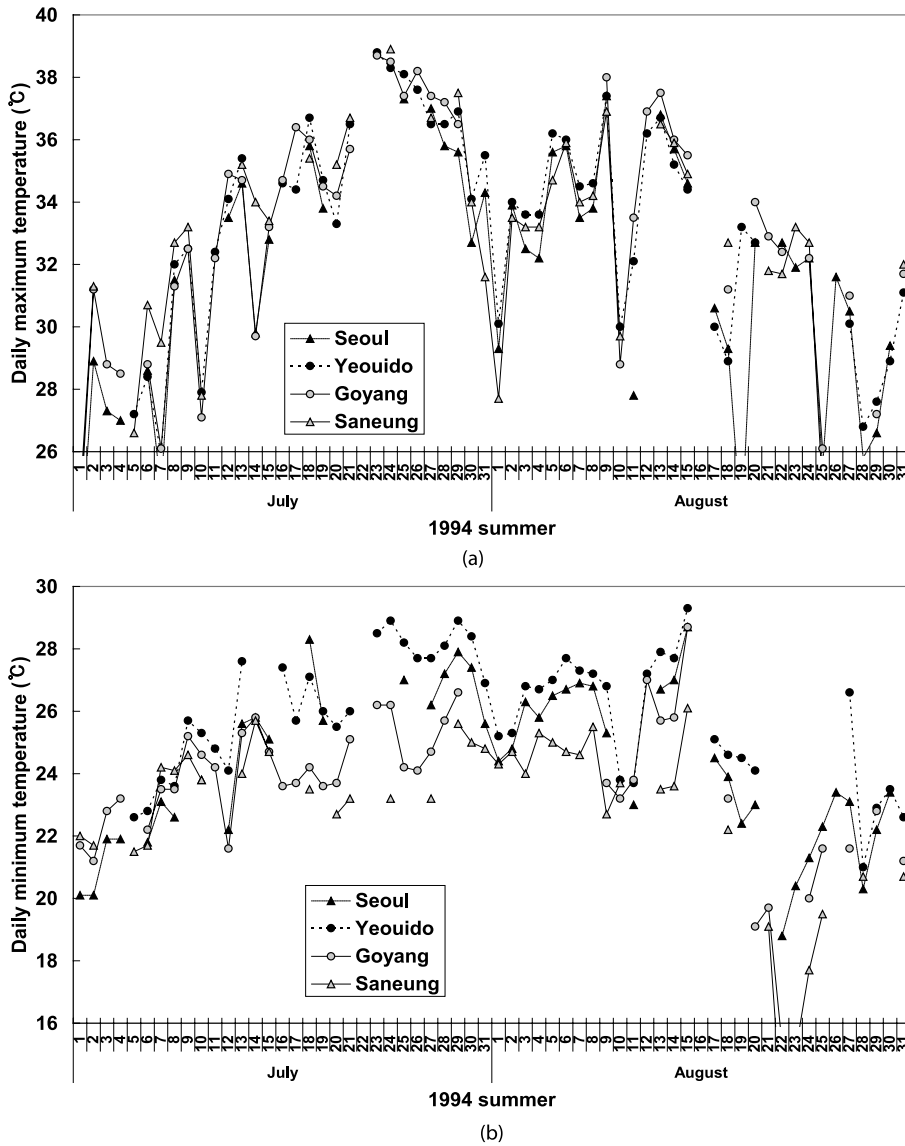 40
38
36
34
32
30
28
26
Daily maximum temperature (℃)
Seoul
Yeouido
Goyang
Saneung
1 2 3 4 5 6 7 8 9 10 11 12 13 14 15 16 17 18 19 20 21 23 24 25 26 27 28 29 30 31 1 2 3 4 5 6 7 8 9 10 11 12 13 14 15 16 17 18 19 20 21 22 23 24 25 26 27 28 29 30 31
July August
1994 summer
(a)
30
28
26
24
22
20
18
16
Daily minimum temperature (℃)
Seoul
Yeouido
Goyang
Saneung
1 2 3 4 5 6 7 8 9 10 11 12 13 14 15 16 17 18 19 20 21 23 24 25 26 27 28 29 30 31 1 2 3 4 5 6 7 8 9 10 11 12 13 14 15 16 17 18 19 20 21 22 23 24 25 26 27 28 29 30 31
July August
1994 summer
(b)